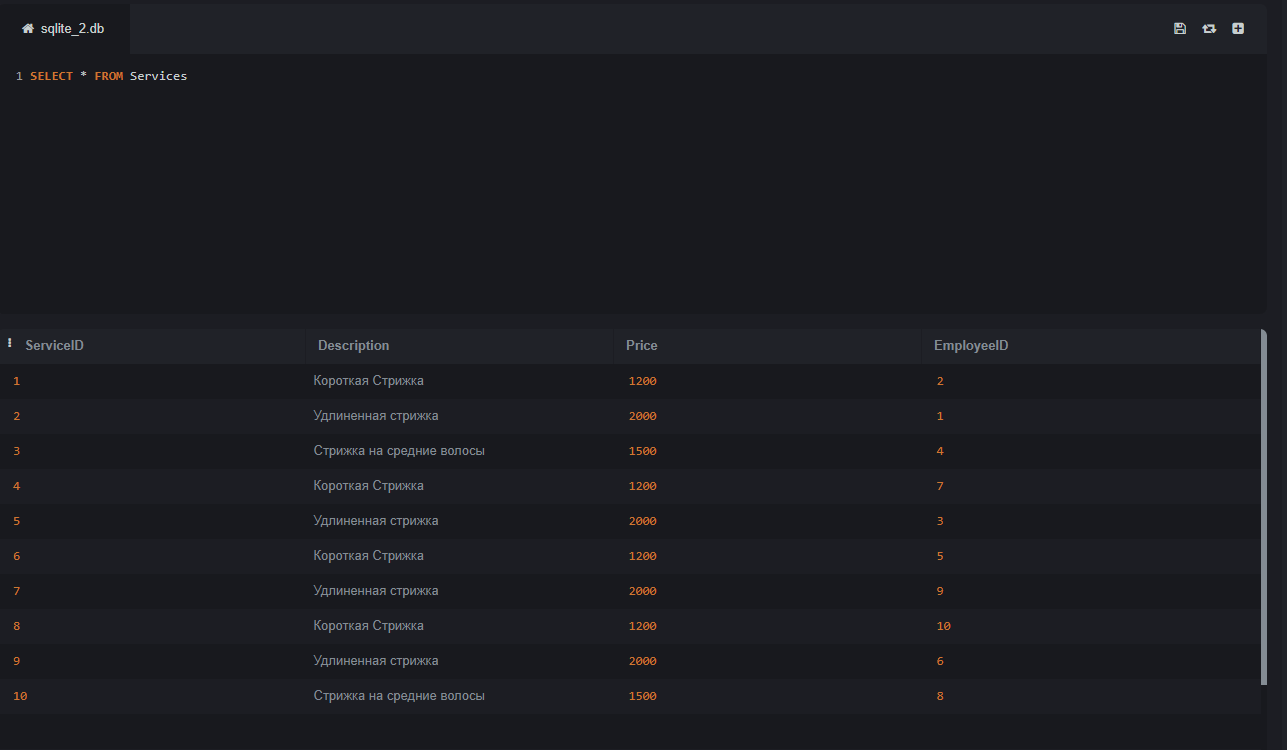 sqlite_2.db
1 SELECT * FROM Services
ServiceID Description Price EmployeeID
1 Короткая Стрижка 1200 2
2 Удлиненная стрижка 2000 1
3 Стрижка на средние волосы 1500 4
4 Короткая Стрижка 1200 7
5 Удлиненная стрижка 2000 3
6 Короткая Стрижка 1200 5
7 Удлиненная стрижка 2000 9
8 Короткая Стрижка 1200 10
9 Удлиненная стрижка 2000 6
10 Стрижка на средние волосы 1500 8